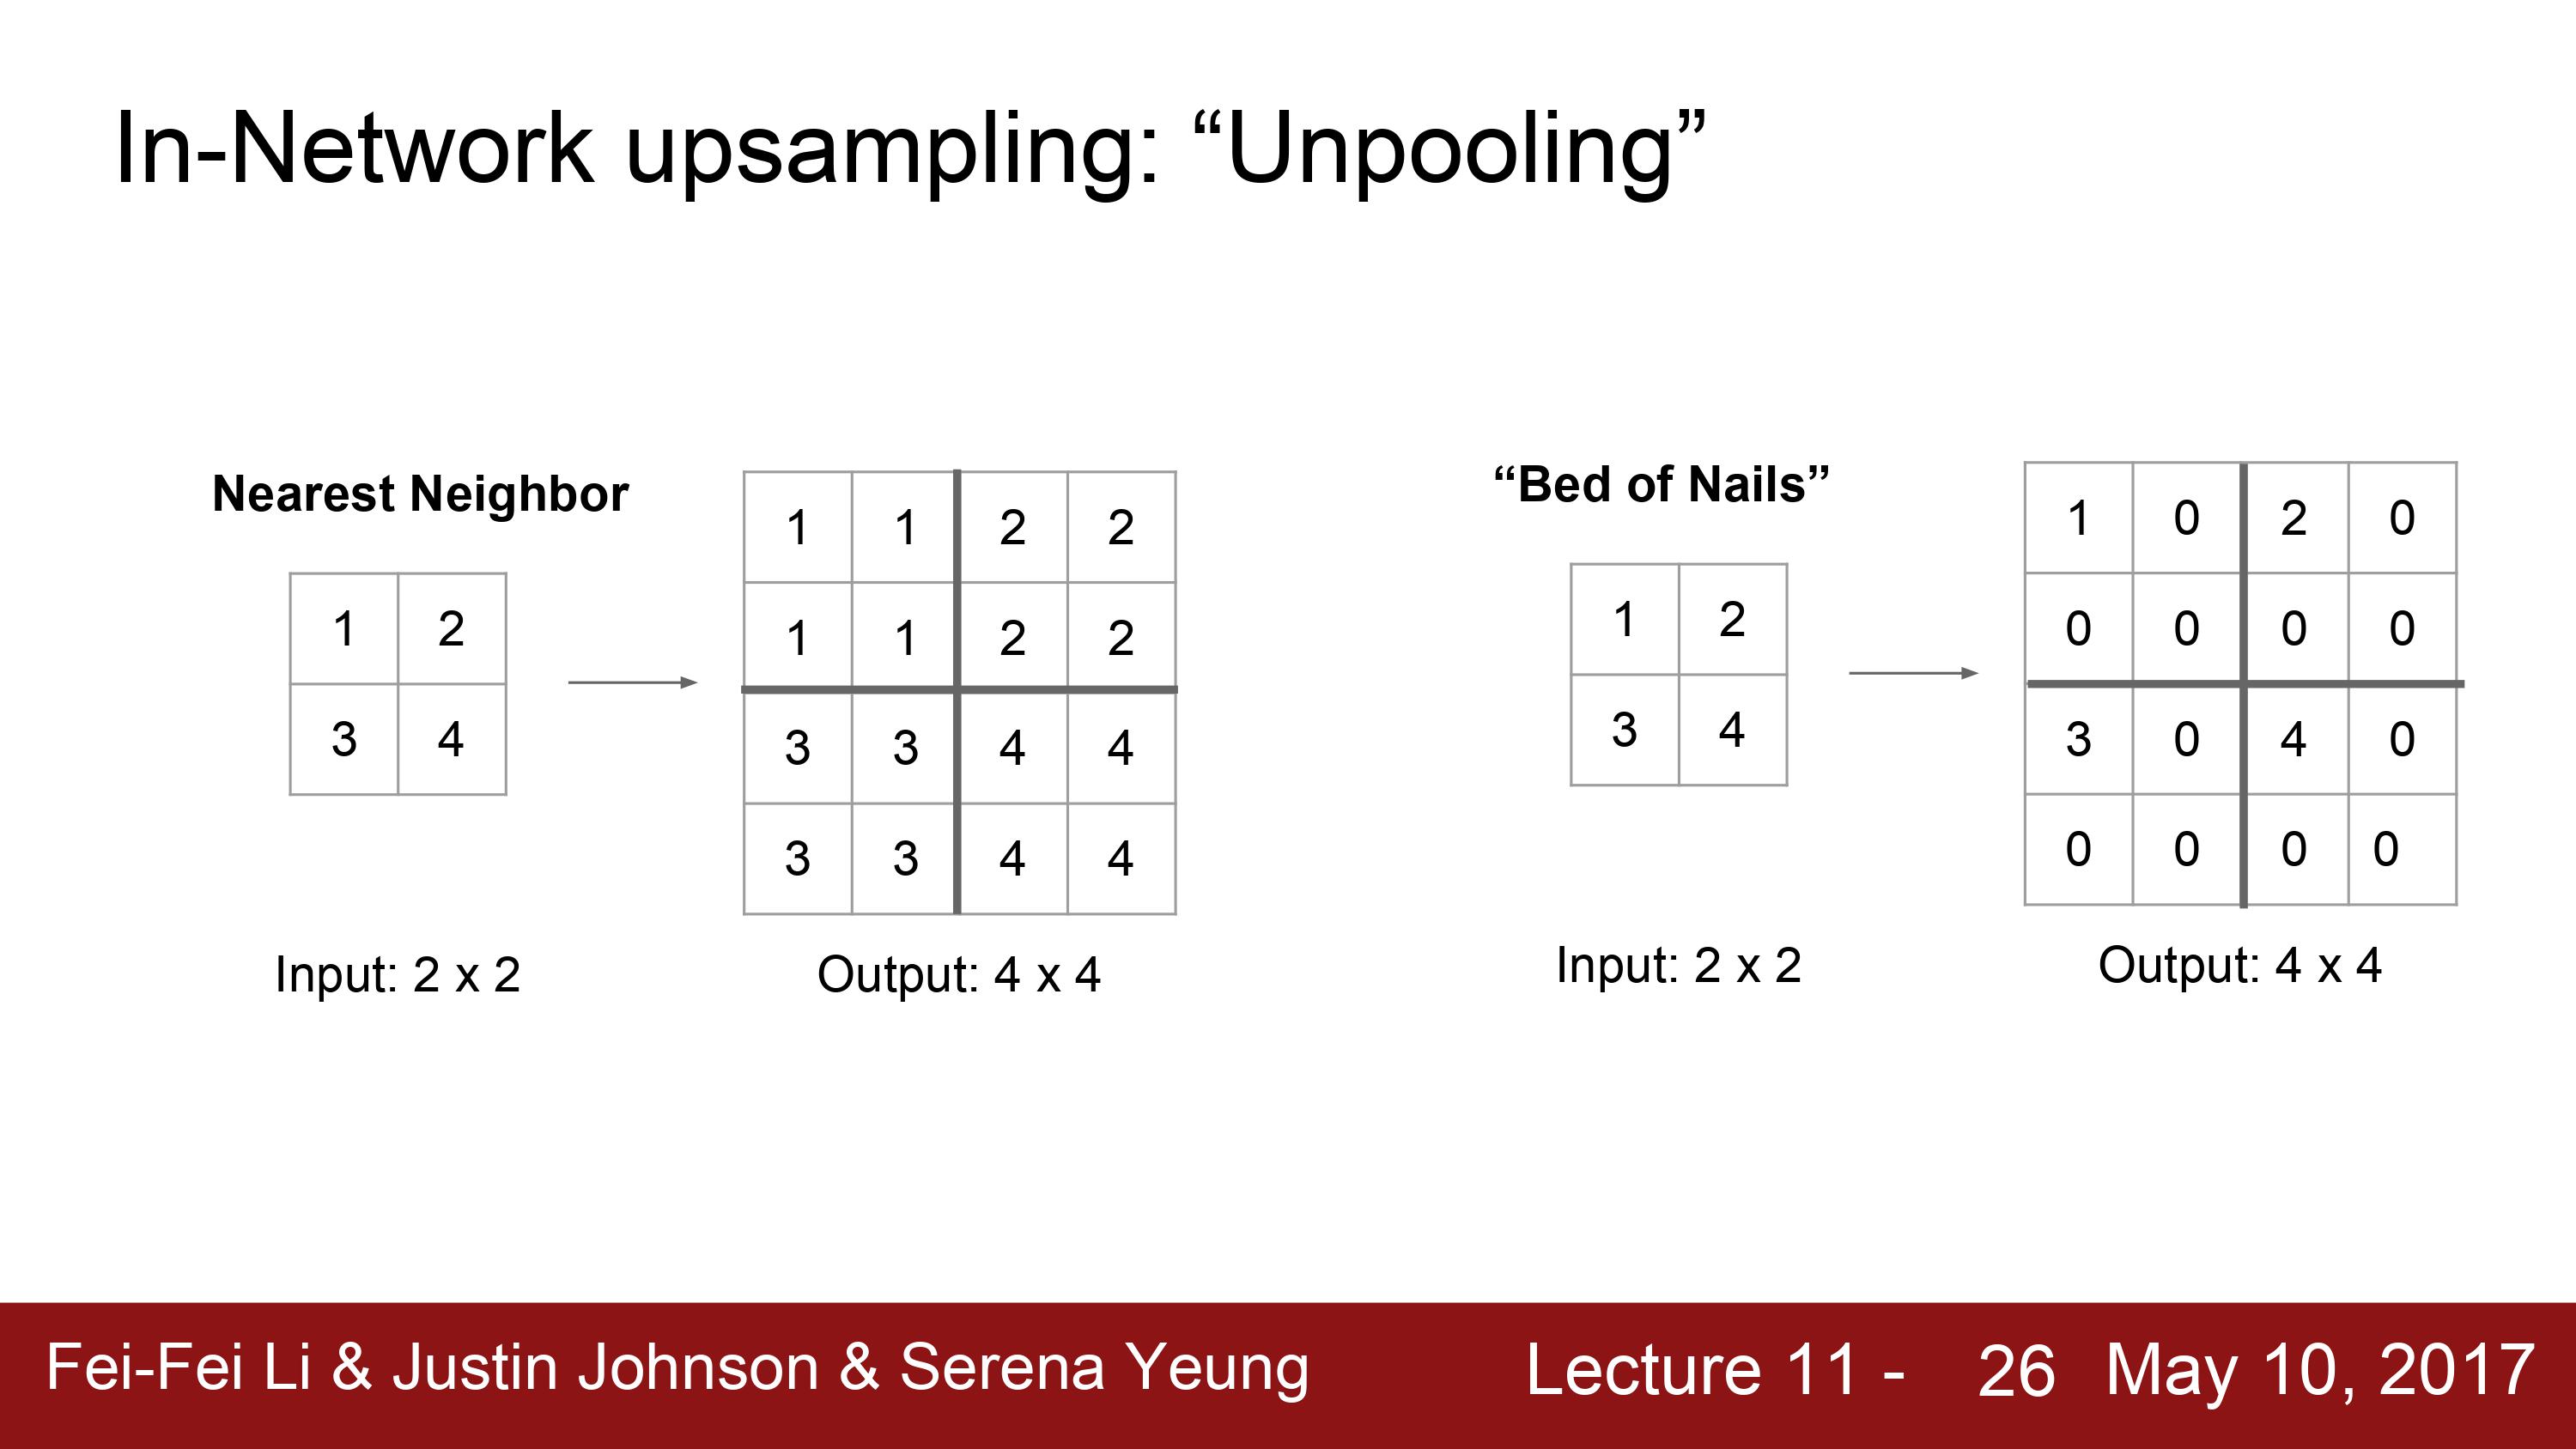 In-Network upsampling: “Unpooling”
Nearest Neighbor
1 2
3 4
Input: 2 x 2
1 1 2 2
1 1 2 2
3 3 4 4
3 3 4 4
Output: 4 x 4
“Bed of Nails”
1 2
3 4
Input: 2 x 2
1 0 2 0
0 0 0 0
3 0 4 0
0 0 0 0
Output: 4 x 4
Fei-Fei Li & Justin Johnson & Serena Yeung Lecture 11 - 26 May 10, 2017